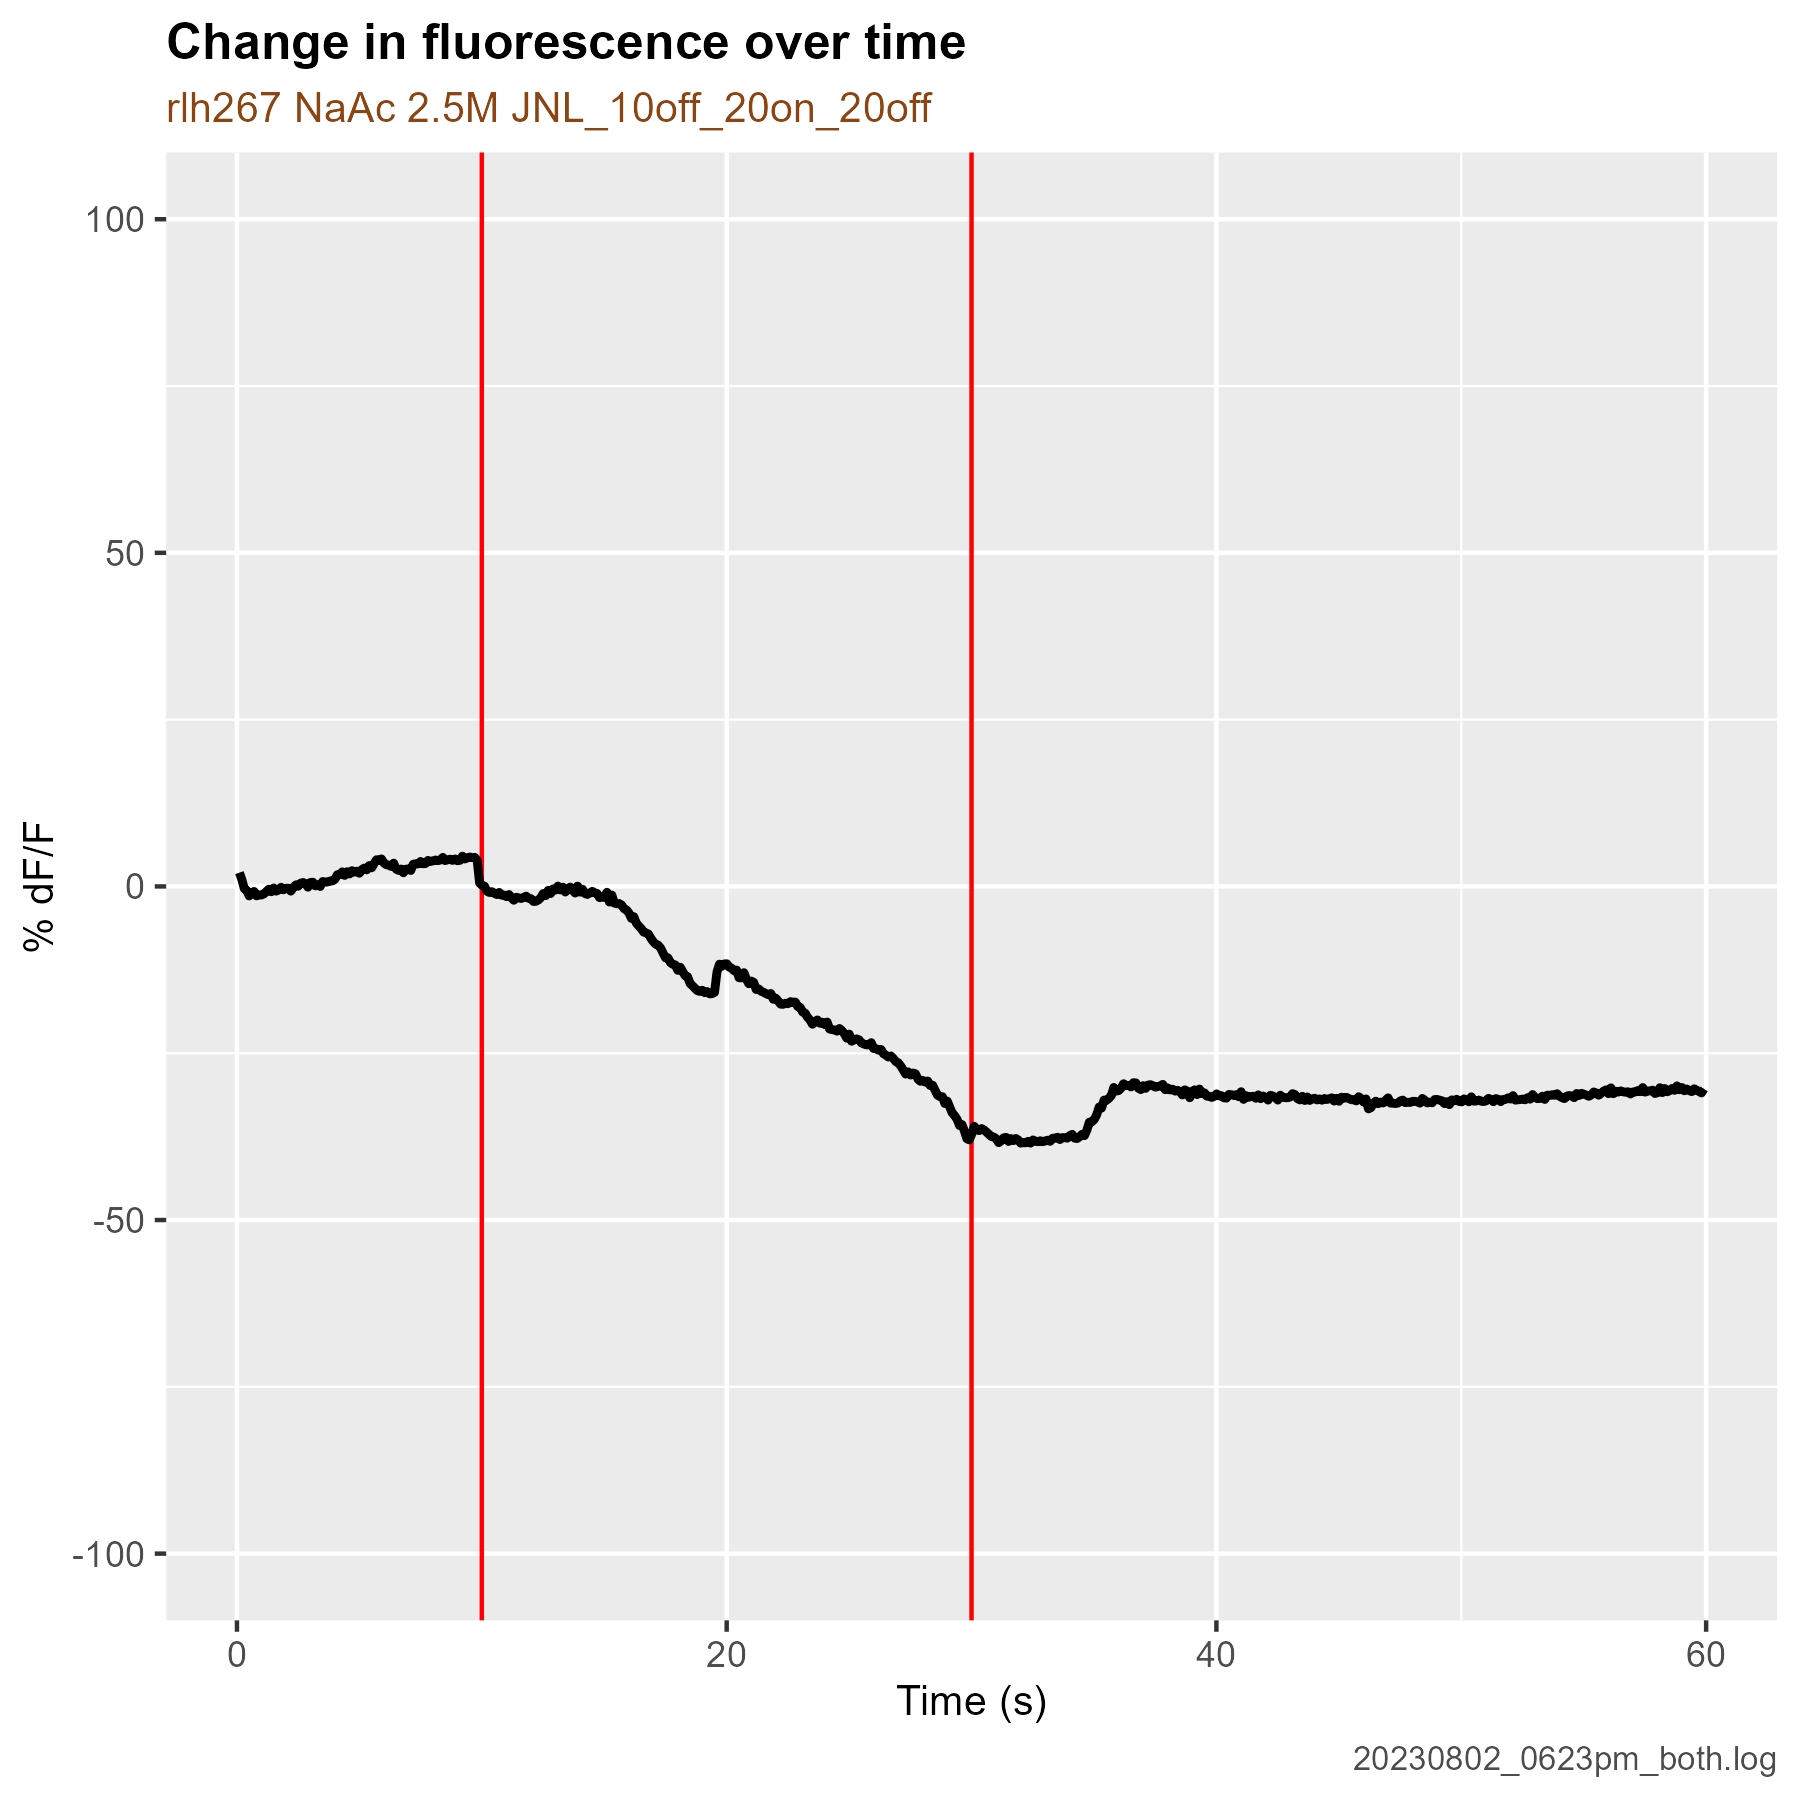 Change in fluorescence over time
rlh267 NaAc 2.5M JNL_10off_20on_20off
100
50
0
-50
-100
% dF/F
0 20 40 60
Time (s)
20230802_0623pm_both.log